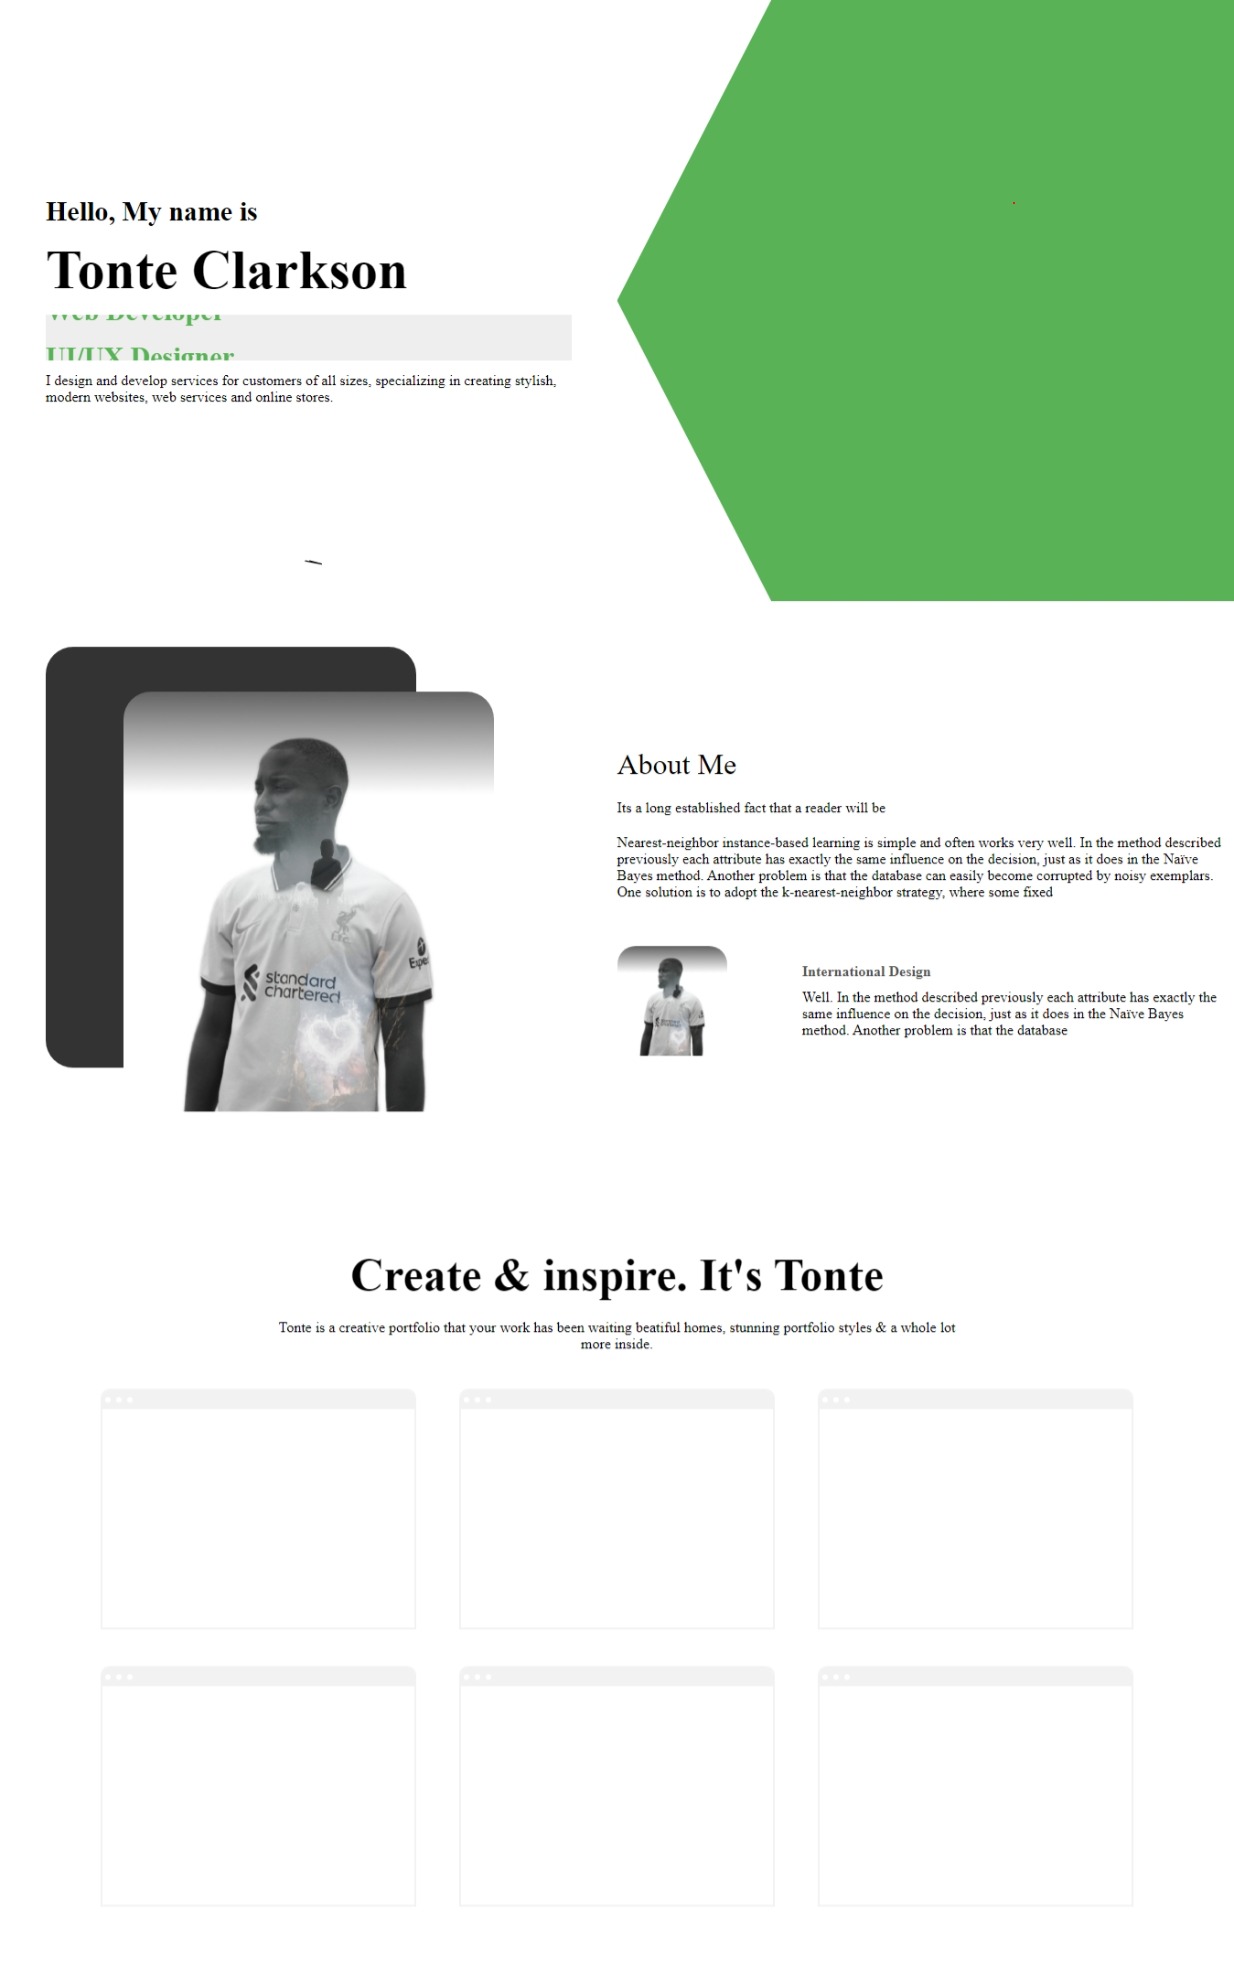 Hello, My name is
Tonte Clarkson
Web Developer
UI/UX Designer
I design and develop services for customers of all sizes, specializing in creating stylish,
modern websites, web services and online stores.
About Me
Its a long established fact that a reader will be
Nearest-neighbor instance-based learning is simple and often works very well. In the method described
previously each attribute has exactly the same influence on the decision, just as it does in the Naïve
Bayes method. Another problem is that the database can easily become corrupted by noisy exemplars.
One solution is to adopt the k-nearest-neighbor strategy, where some fixed
standard
chartered
International Design
Well. In the method described previously each attribute has exactly the
same influence on the decision, just as it does in the Naïve Bayes
method. Another problem is that the database
Create & inspire. It's Tonte
Tonte is a creative portfolio that your work has been waiting beatiful homes, stunning portfolio styles & a whole lot
more inside.